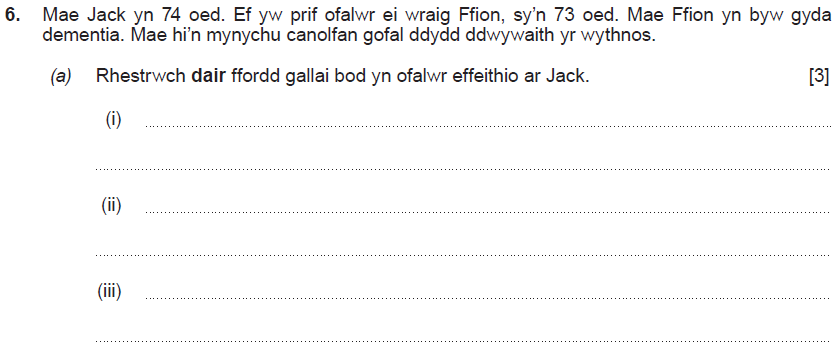 6. Mae Jack yn 74 oed. Ef yw prif ofalwr ei wraig Ffion, sy'n 73 oed. Mae Ffion yn byw gyda
dementia. Mae hi'n mynychu canolfan gofal ddydd ddwywaith yr wythnos.
(a) Rhestrwch dair ffordd gallai bod yn ofalwr effeithio ar Jack. [3]
(i)
(ii)
(iii)